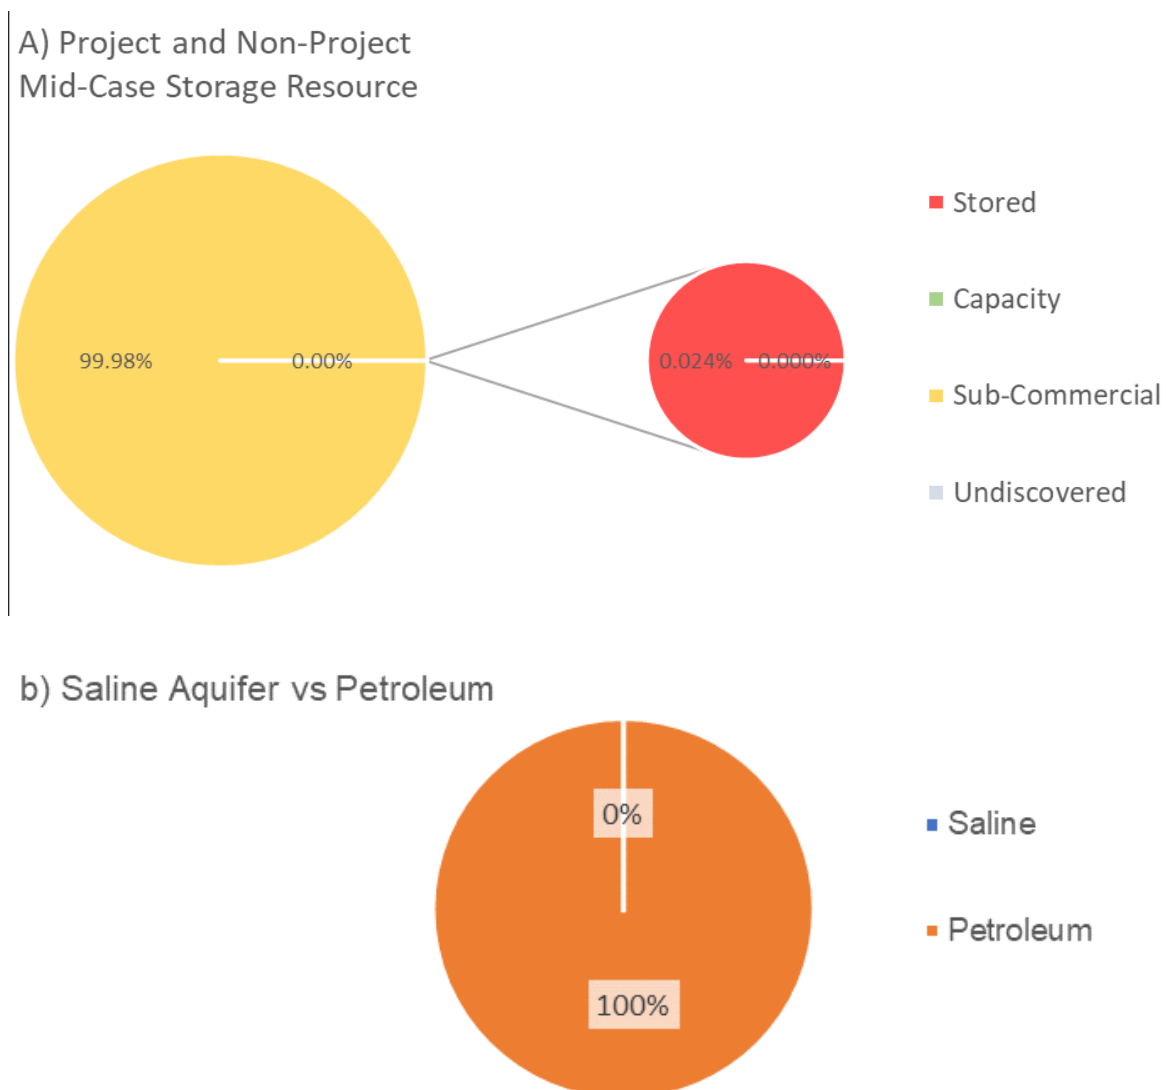 A) Project and Non-Project
Mid-Case Storage Resource
99.98%
0.00%
0.024%
0.000%
Stored
Capacity
Sub-Commercial
Undiscovered
b) Saline Aquifer vs Petroleum
0%
100%
Saline
Petroleum